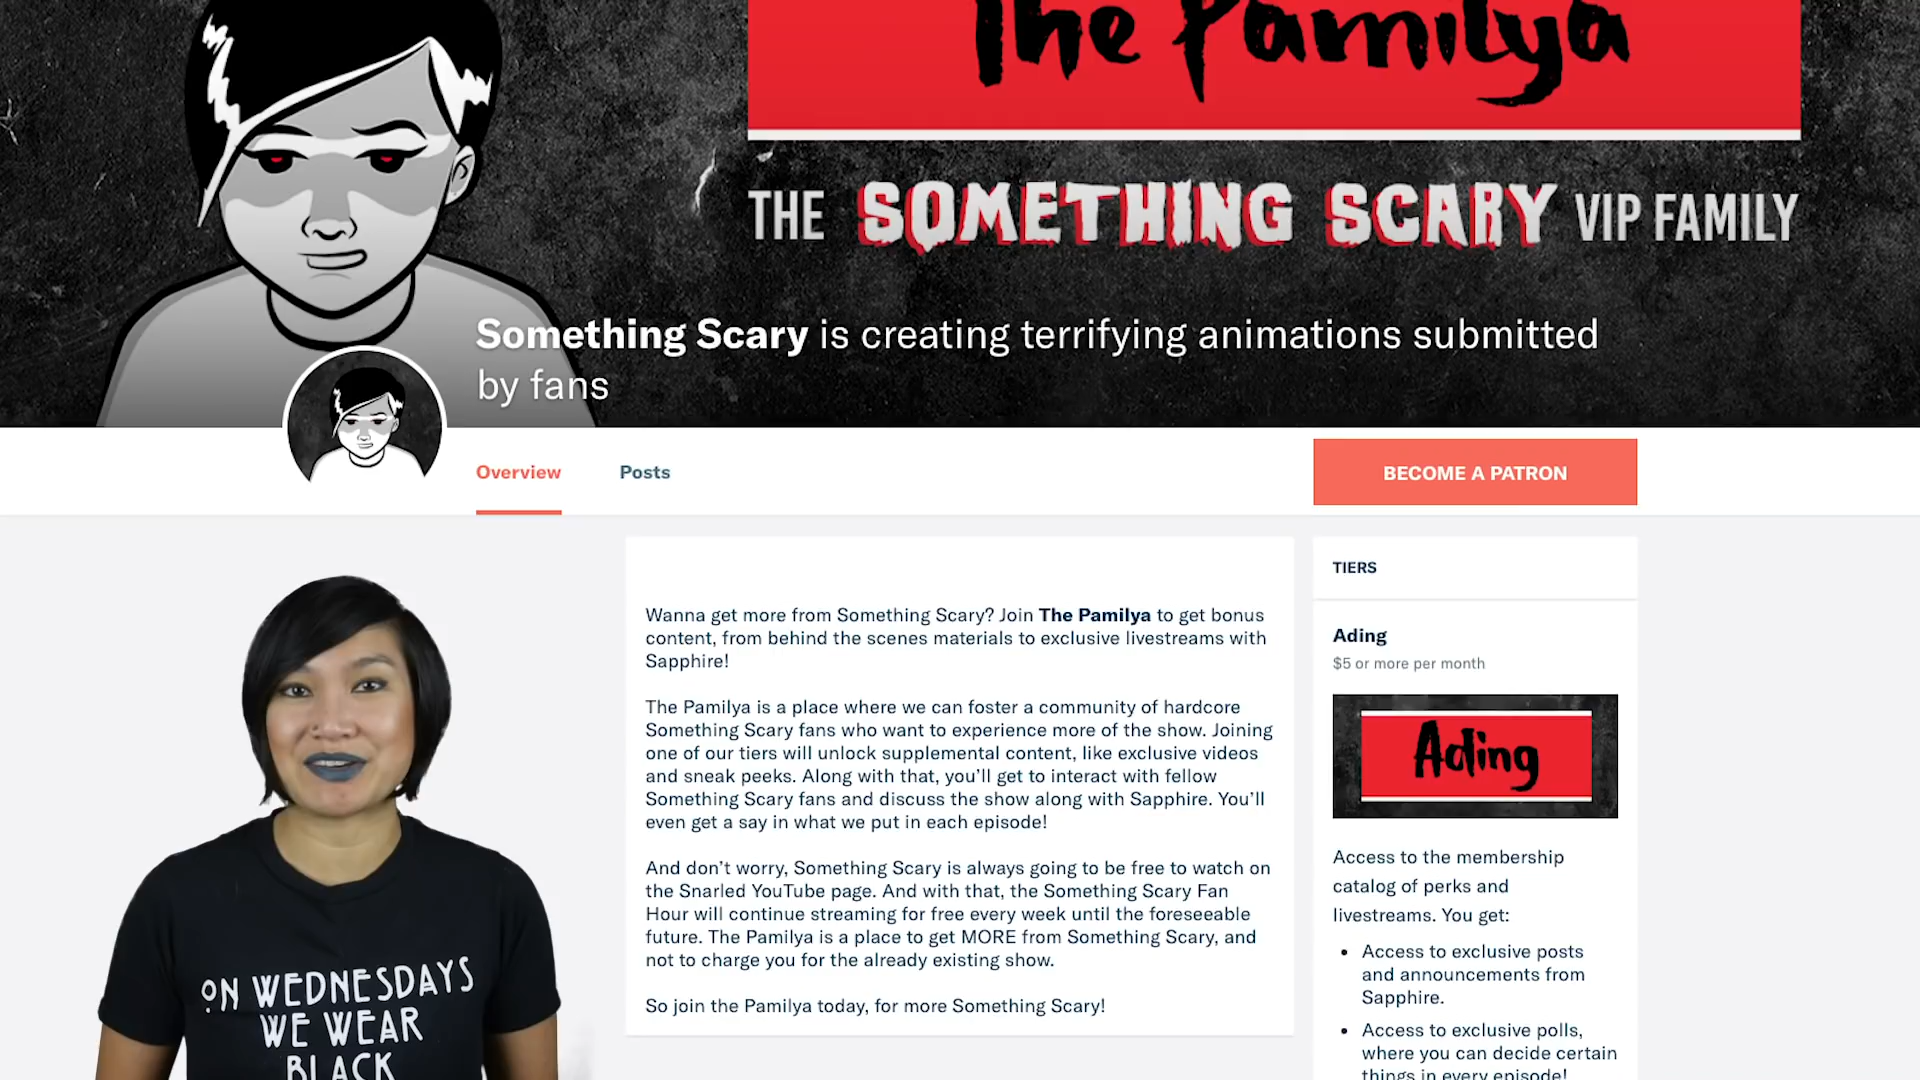 The Pamilya
THE SOMETHING SCARY VIP FAMILY
Something Scary is creating terrifying animations submitted
by fans
Overview
Posts
BECOME A PATRON
Wanna get more from Something Scary? Join The Pamilya to get bonus
content, from behind the scenes materials to exclusive livestreams with
Sapphire!
The Pamilya is a place where we can foster a community of hardcore
Something Scary fans who want to experience more of the show. Joining
one of our tiers will unlock supplemental content, like exclusive videos
and sneak peeks. Along with that, you'll get to interact with fellow
Something Scary fans and discuss the show along with Sapphire. You'll
even get a say in what we put in each episode!
And don't worry, Something Scary is always going to be free to watch on
the Snarled YouTube page. And with that, the Something Scary Fan
Hour will continue streaming for free every week until the foreseeable
future. The Pamilya is a place to get MORE from Something Scary, and
not to charge you for the already existing show.
So join the Pamilya today, for more Something Scary!
TIERS
Ading
$5 or more per month
Ading
Access to the membership
catalog of perks and
livestreams. You get:
• Access to exclusive posts
and announcements from
Sapphire.
• Access to exclusive polls,
where you can decide certain
things in every episode!
ON WEDNESDAYS
WE WEAR
BLACK